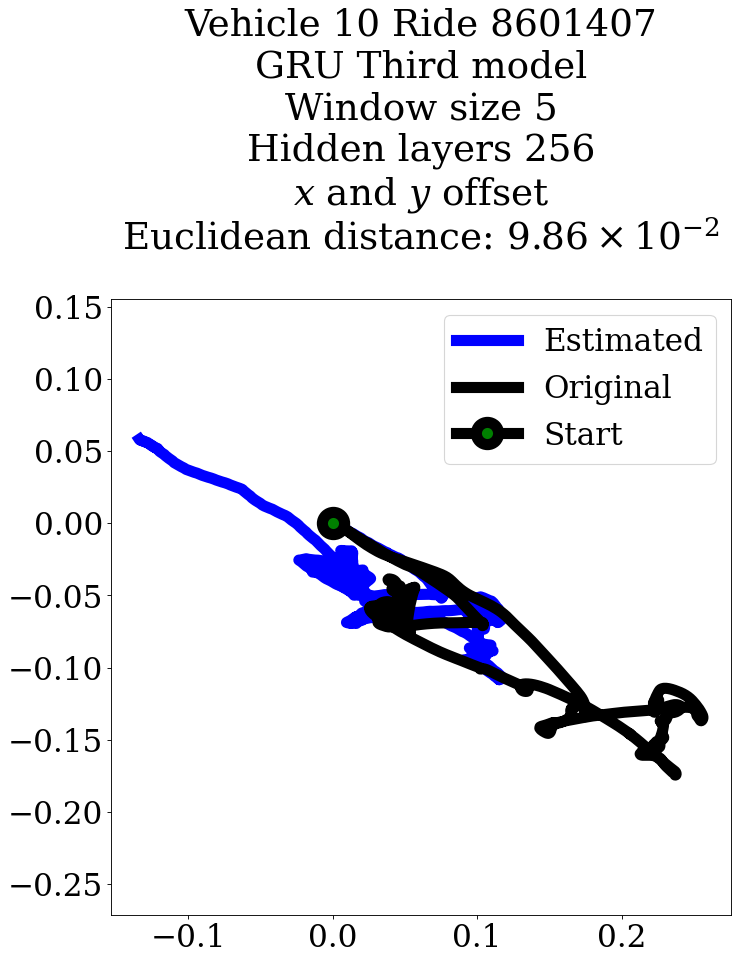 Vehicle 10 Ride 8601407
GRU Third model
Window size 5
Hidden layers 256
x and y offset
Euclidean distance: 9.86 × 10⁻²
Estimated
Original
Start
0.15
0.10
0.05
0.00
−0.05
−0.10
−0.15
−0.20
−0.25
−0.1 0.0 0.1 0.2